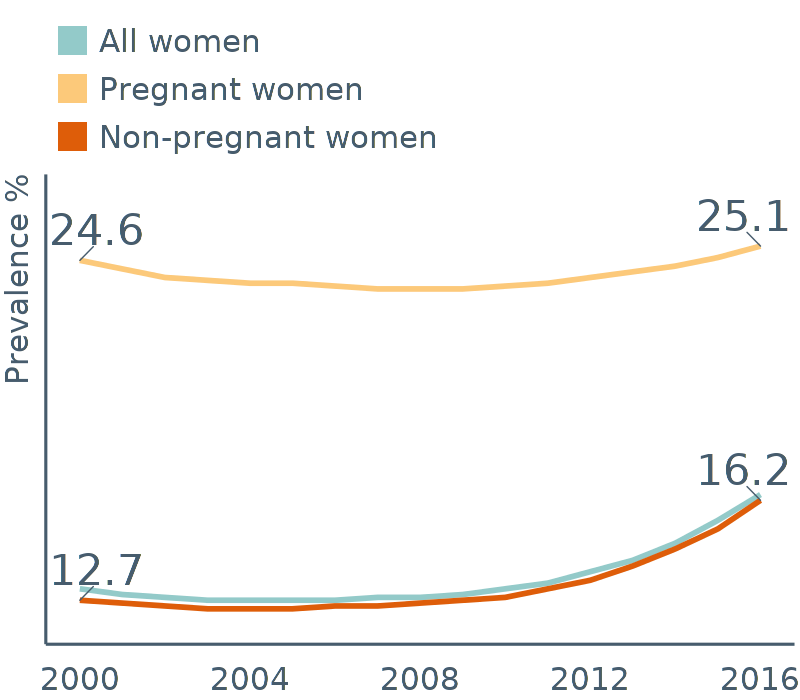 All women
Pregnant women
Non-pregnant women
Prevalence %
24.6
25.1
16.2
12.7
2000 2004 2008 2012 2016